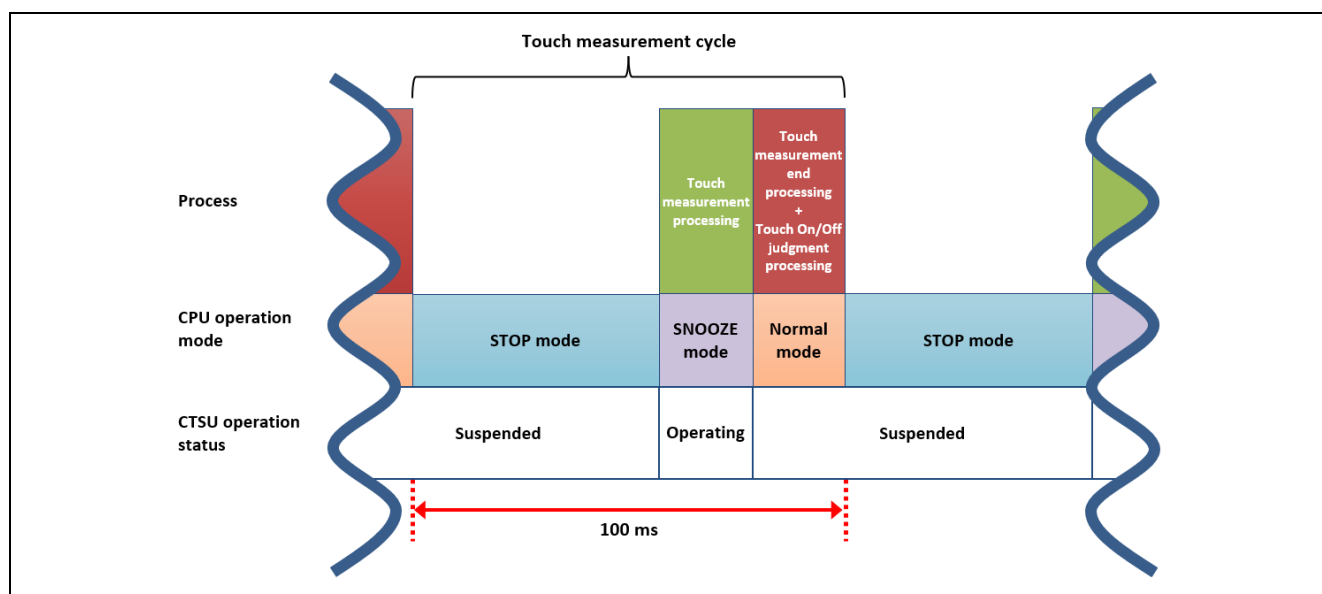 Touch measurement cycle
Process
Touch
measurement
processing
Touch
measurement
end
processing
+
Touch On/Off
judgment
processing
CPU operation
mode
STOP mode
SNOOZE
mode
Normal
mode
STOP mode
CTSU operation
status
Suspended
Operating
Suspended
100 ms